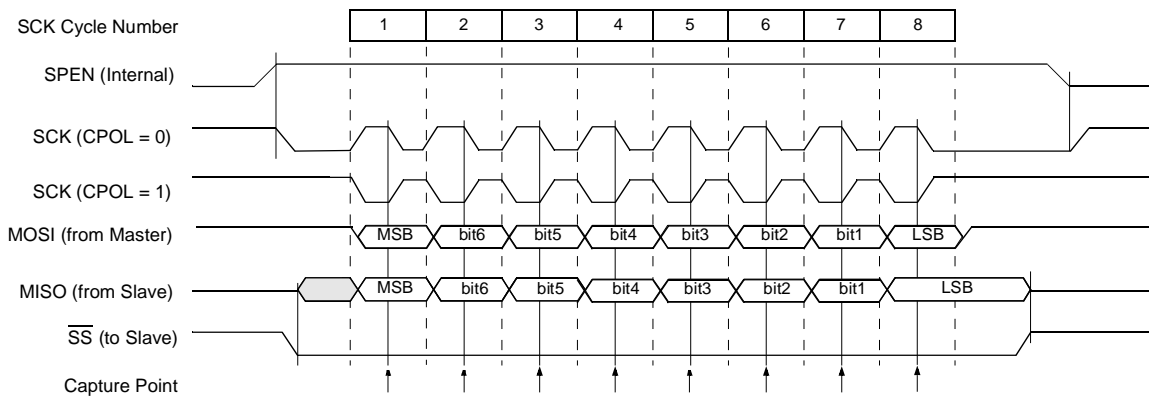 SCK Cycle Number 1 2 3 4 5 6 7 8
SPEN (Internal)
SCK (CPOL = 0)
SCK (CPOL = 1)
MOSI (from Master) MSB bit6 bit5 bit4 bit3 bit2 bit1 LSB
MISO (from Slave) MSB bit6 bit5 bit4 bit3 bit2 bit1 LSB
S̅S̅ (to Slave)
Capture Point